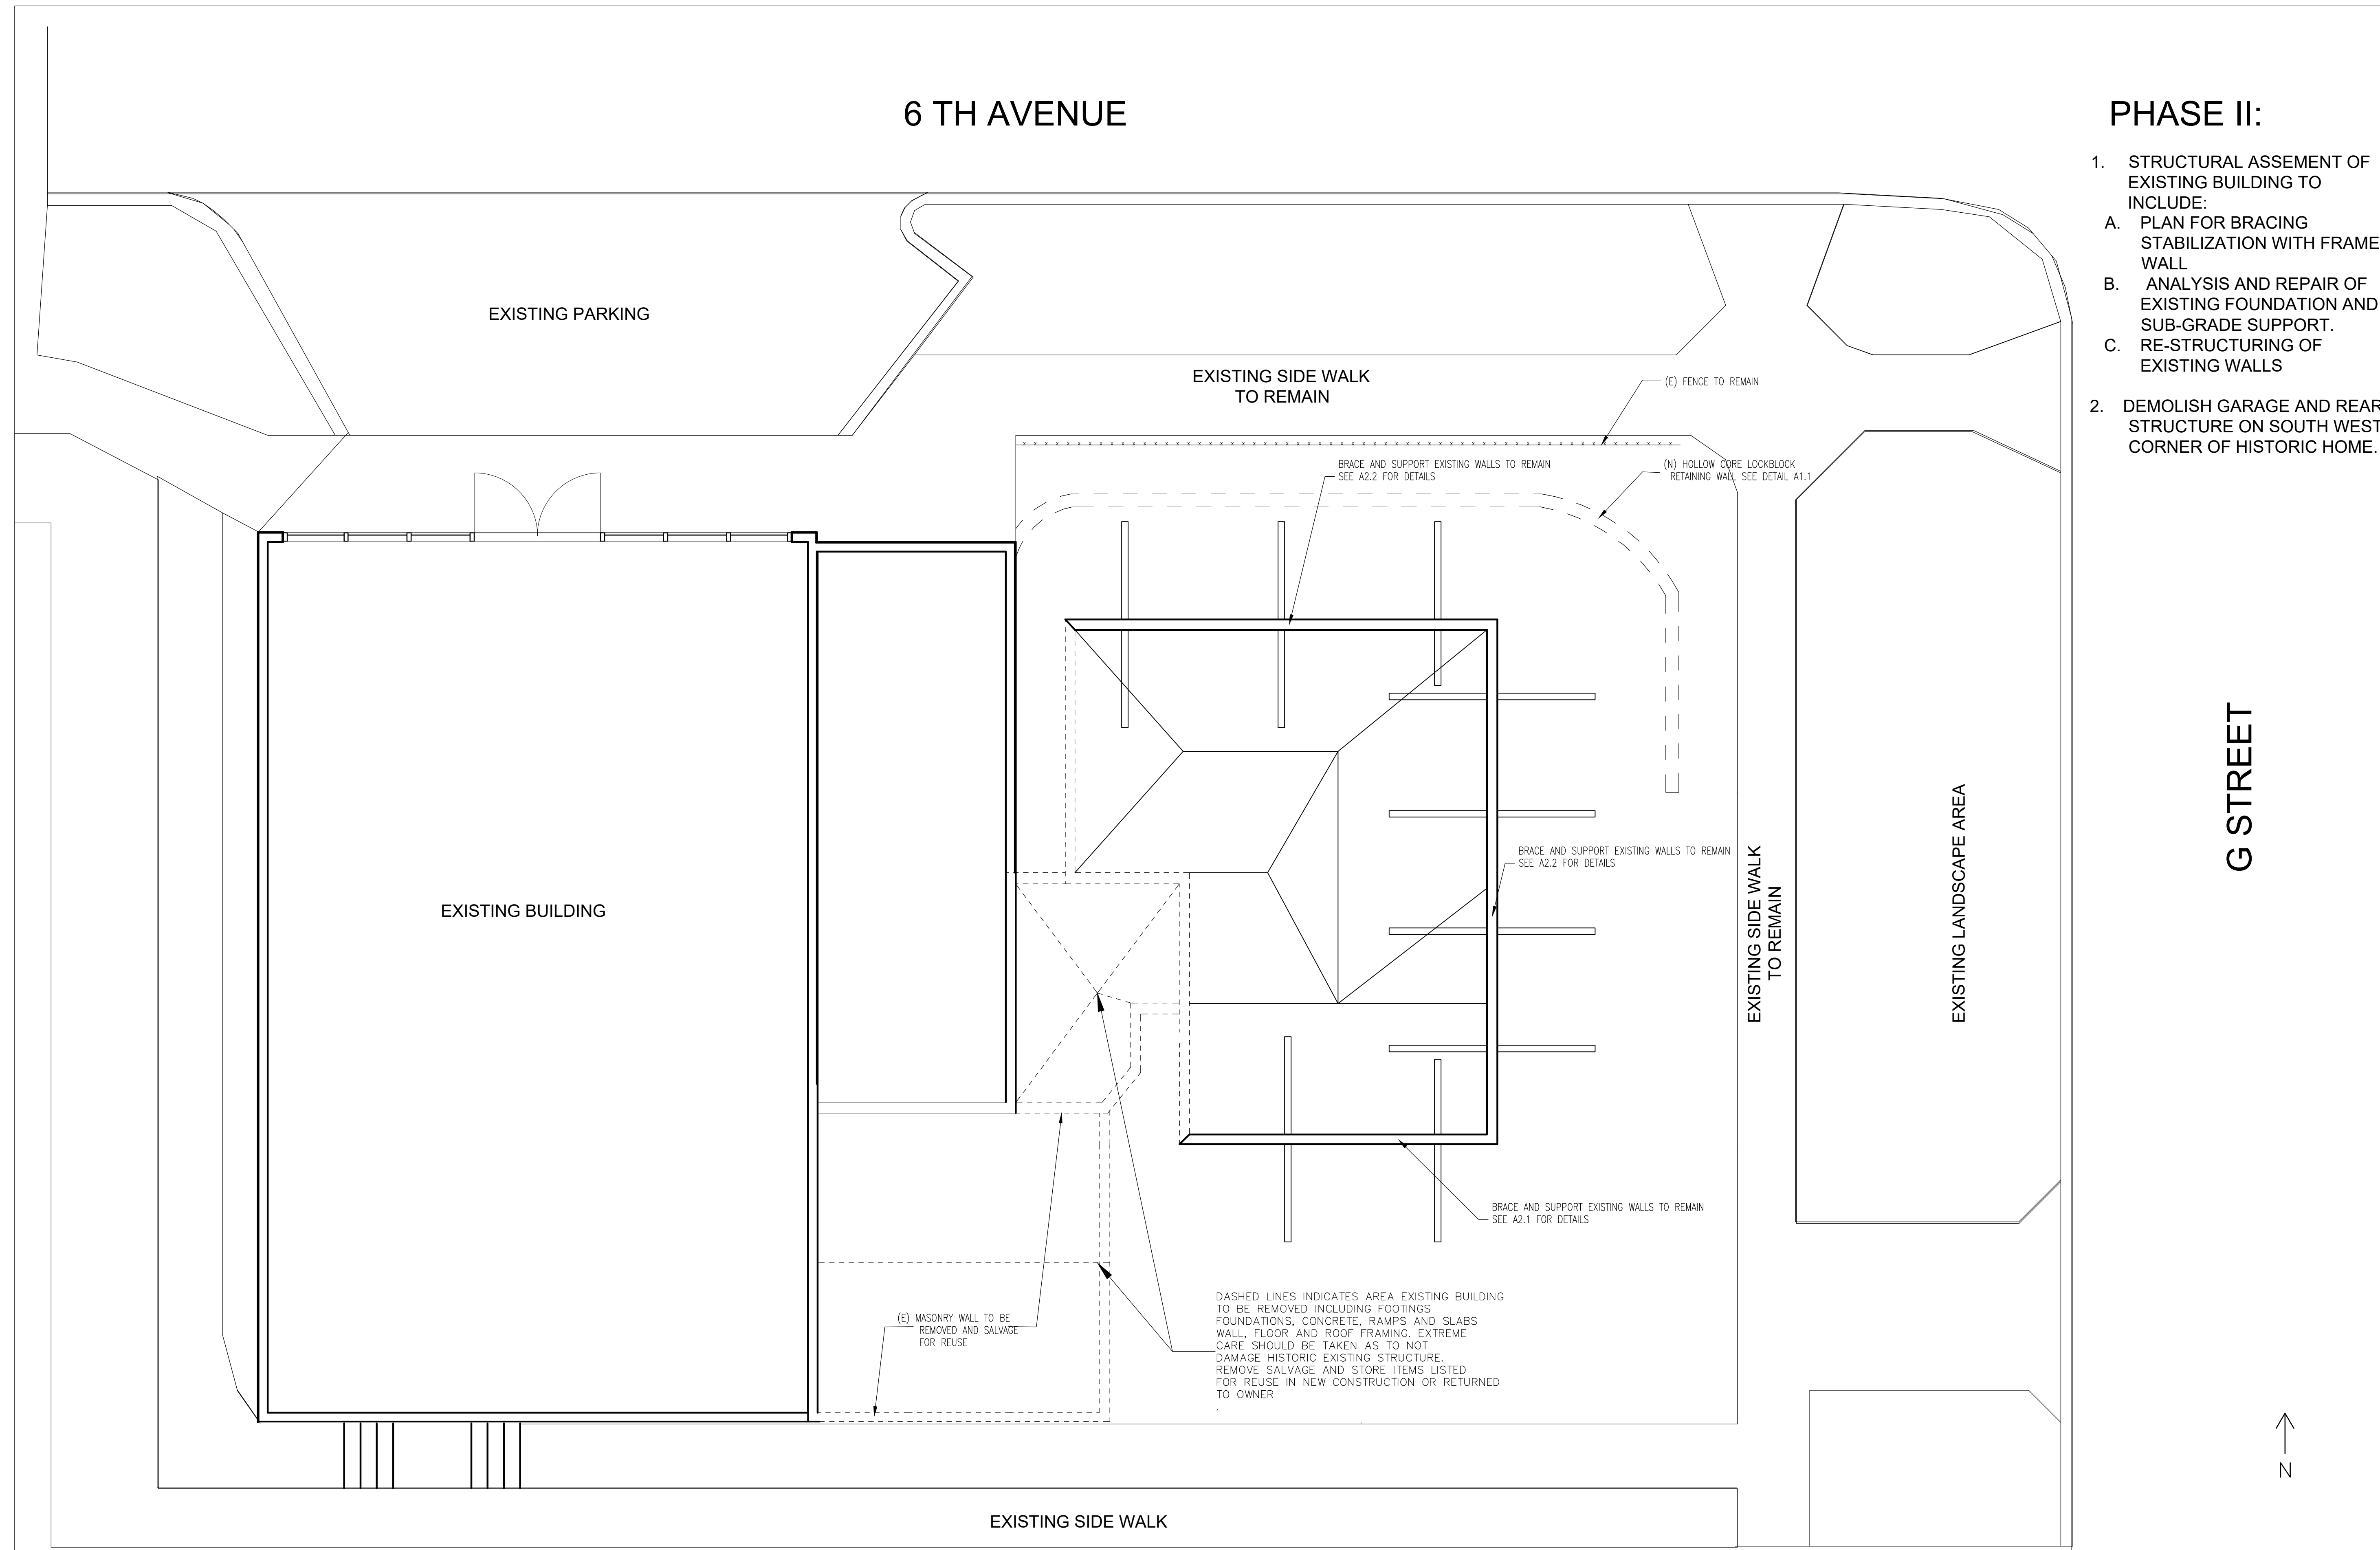 6 TH AVENUE
PHASE II:
1. STRUCTURAL ASSEMENT OF
EXISTING BUILDING TO
INCLUDE:
A. PLAN FOR BRACING
STABILIZATION WITH FRAME
WALL
B. ANALYSIS AND REPAIR OF
EXISTING FOUNDATION AND
SUB-GRADE SUPPORT.
C. RE-STRUCTURING OF
EXISTING WALLS
2. DEMOLISH GARAGE AND REAR
STRUCTURE ON SOUTH WEST
CORNER OF HISTORIC HOME.
EXISTING PARKING
EXISTING SIDE WALK
TO REMAIN
(E) FENCE TO REMAIN
BRACE AND SUPPORT EXISTING WALLS TO REMAIN
SEE A2.2 FOR DETAILS
(N) HOLLOW CORE LOCKBLOCK
RETAINING WALL SEE DETAIL A1.1
EXISTING BUILDING
BRACE AND SUPPORT EXISTING WALLS TO REMAIN
SEE A2.2 FOR DETAILS
EXISTING SIDE WALK
TO REMAIN
EXISTING LANDSCAPE AREA
G STREET
BRACE AND SUPPORT EXISTING WALLS TO REMAIN
SEE A2.1 FOR DETAILS
(E) MASONRY WALL TO BE
REMOVED AND SALVAGE
FOR REUSE
DASHED LINES INDICATES AREA EXISTING BUILDING
TO BE REMOVED INCLUDING FOOTINGS
FOUNDATIONS, CONCRETE, RAMPS AND SLABS
WALL, FLOOR AND ROOF FRAMING. EXTREME
CARE SHOULD BE TAKEN AS TO NOT
DAMAGE HISTORIC EXISTING STRUCTURE.
REMOVE SALVAGE AND STORE ITEMS LISTED
FOR REUSE IN NEW CONSTRUCTION OR RETURNED
TO OWNER
.
N
EXISTING SIDE WALK